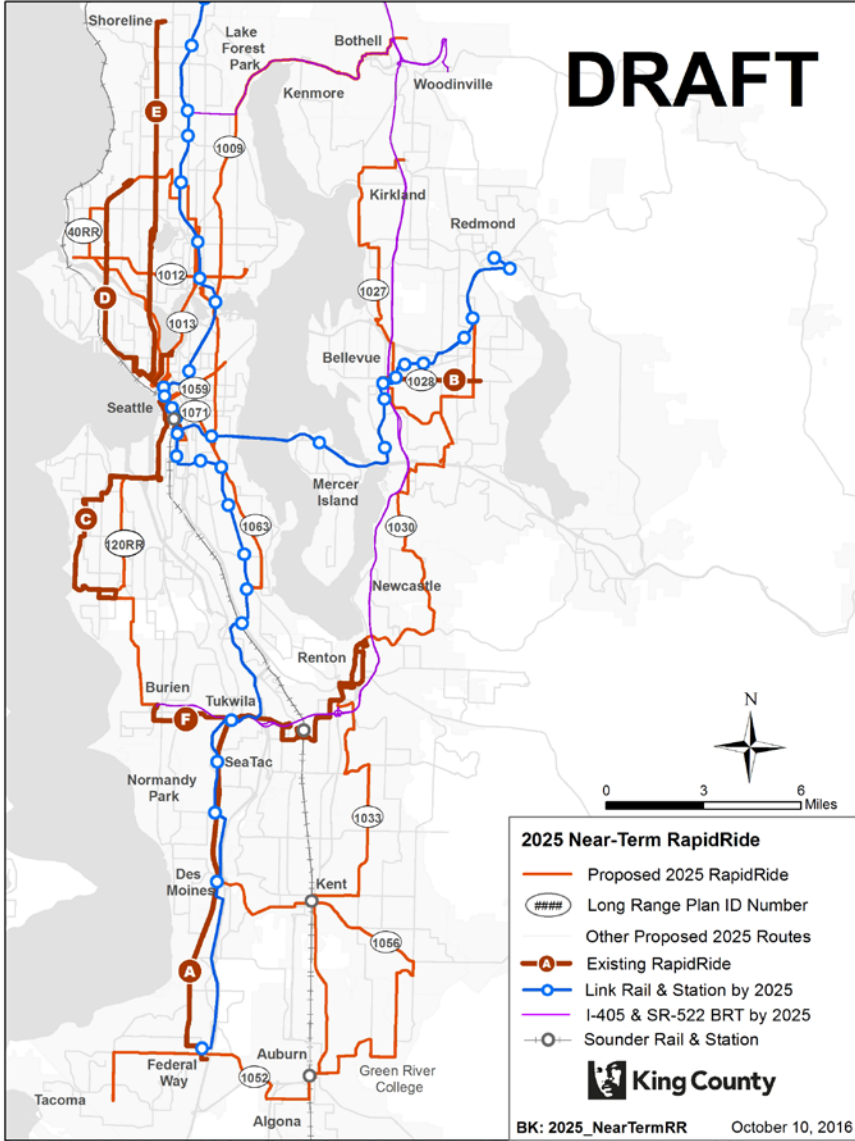 Shoreline
Lake
Forest
Park
Bothell
DRAFT
Woodinville
Kenmore
E
1009
Kirkland
Redmond
40RR
1012
1027
D
1013
Bellevue
1028
B
1059
Seattle
1071
Mercer
Island
C
1063
1030
120RR
Newcastle
Renton
Burien
Tukwila
F
N
SeaTac
Normandy
Park
0 3 6
Miles
1033
2025 Near-Term RapidRide
Des
Moines
Kent
Proposed 2025 RapidRide
#### Long Range Plan ID Number
1056
Other Proposed 2025 Routes
A
A Existing RapidRide
Link Rail & Station by 2025
I-405 & SR-522 BRT by 2025
Sounder Rail & Station
Federal
Way
Auburn
1052
Green River
College
King County
Tacoma
Algona
BK: 2025_NearTermRR October 10, 2016